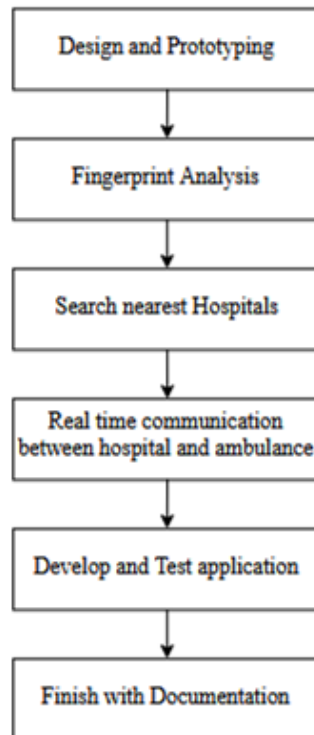 Design and Prototyping
Fingerprint Analysis
Search nearest Hospitals
Real time communication
between hospital and ambulance
Develop and Test application
Finish with Documentation